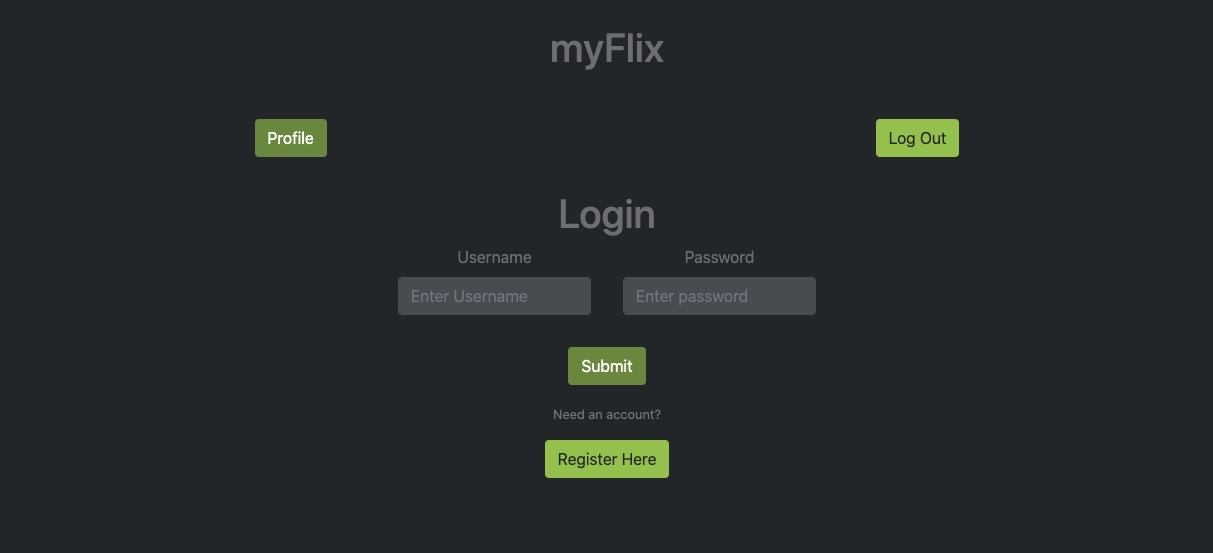 myFlix
Profile
Log Out
Login
Username
Password
Enter Username
Enter password
Submit
Need an account?
Register Here